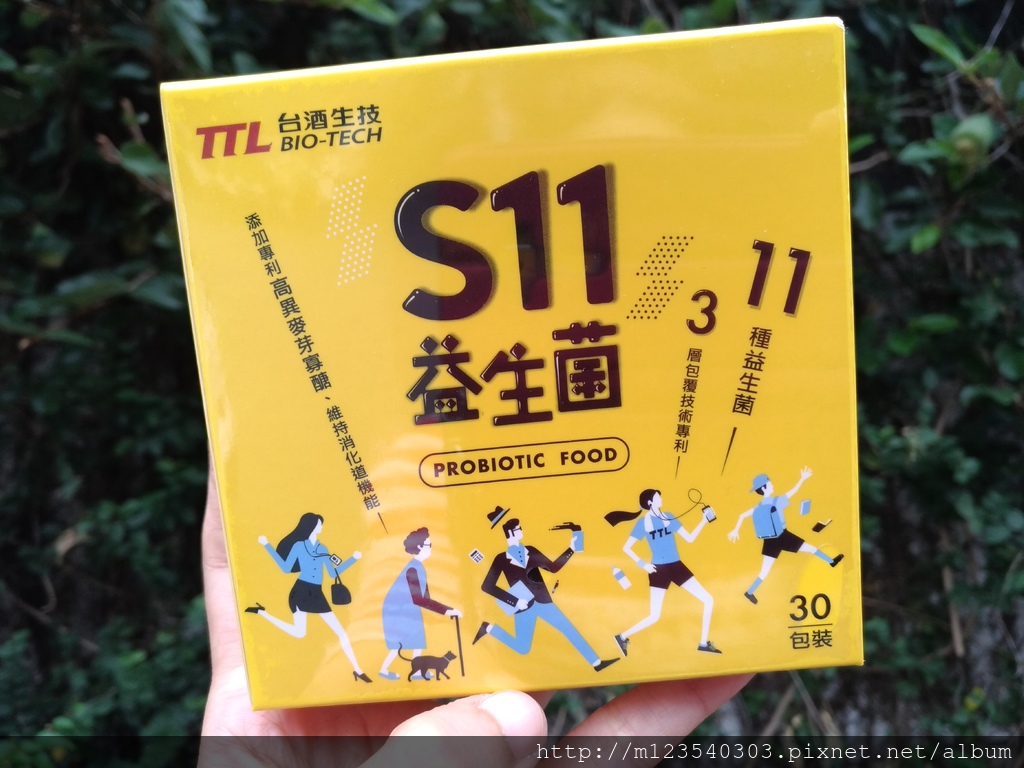 TTL 台酒生技
BIO-TECH
S11
益生菌
PROBIOTIC FOOD
添加專利高異麥芽寡醣、維持消化道機能
3
層包覆技術專利
11
種益生菌
TTL
30
包裝
http://m123540303.pixnet.net/album